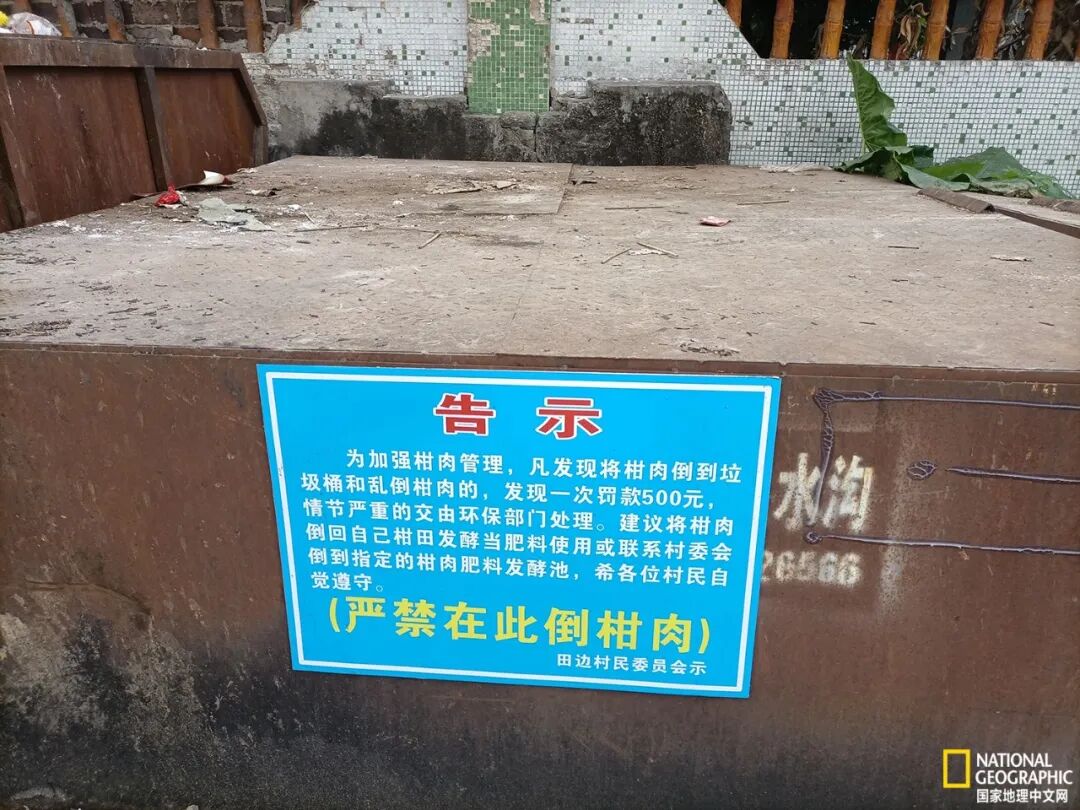 告示
为加强柑肉管理，凡发现将柑肉倒到垃
圾桶和乱倒柑肉的，发现一次罚款500元，
情节严重的交由环保部门处理。建议将柑肉
倒回自己柑田发酵当肥料使用或联系村委会
倒到指定的柑肉肥料发酵池，希各位村民自
觉遵守。
(严禁在此倒柑肉)
田边村民委员会示
水沟
26566
NATIONAL
GEOGRAPHIC
国家地理中文网